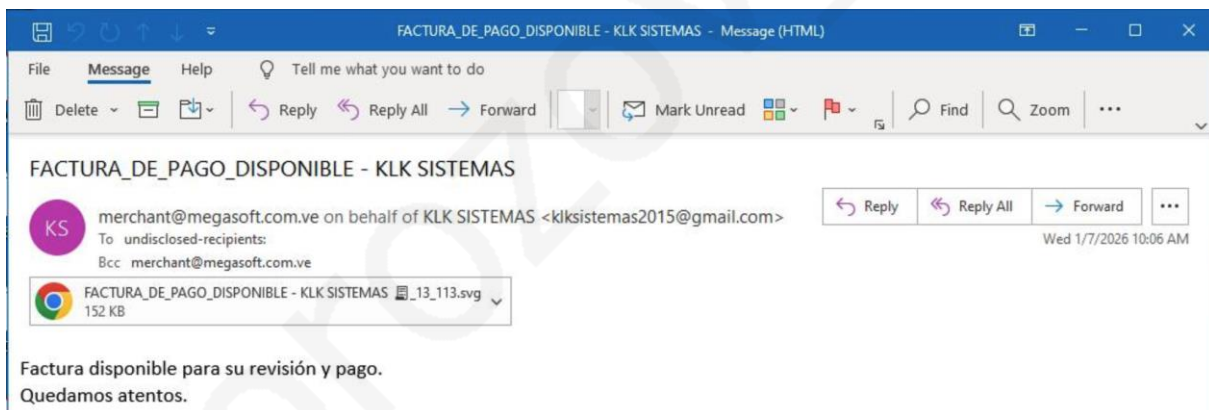 FACTURA_DE_PAGO_DISPONIBLE - KLK SISTEMAS - Message (HTML)
File Message Help Tell me what you want to do
Delete Reply Reply All Forward Mark Unread Find Zoom
FACTURA_DE_PAGO_DISPONIBLE - KLK SISTEMAS
KS
merchant@megasoft.com.ve on behalf of KLK SISTEMAS <klksistemas2015@gmail.com>
Reply Reply All Forward
To undisclosed-recipients:
Wed 1/7/2026 10:06 AM
Bcc merchant@megasoft.com.ve
FACTURA_DE_PAGO_DISPONIBLE - KLK SISTEMAS 🧾_13_113.svg
152 KB
Factura disponible para su revisión y pago.
Quedamos atentos.